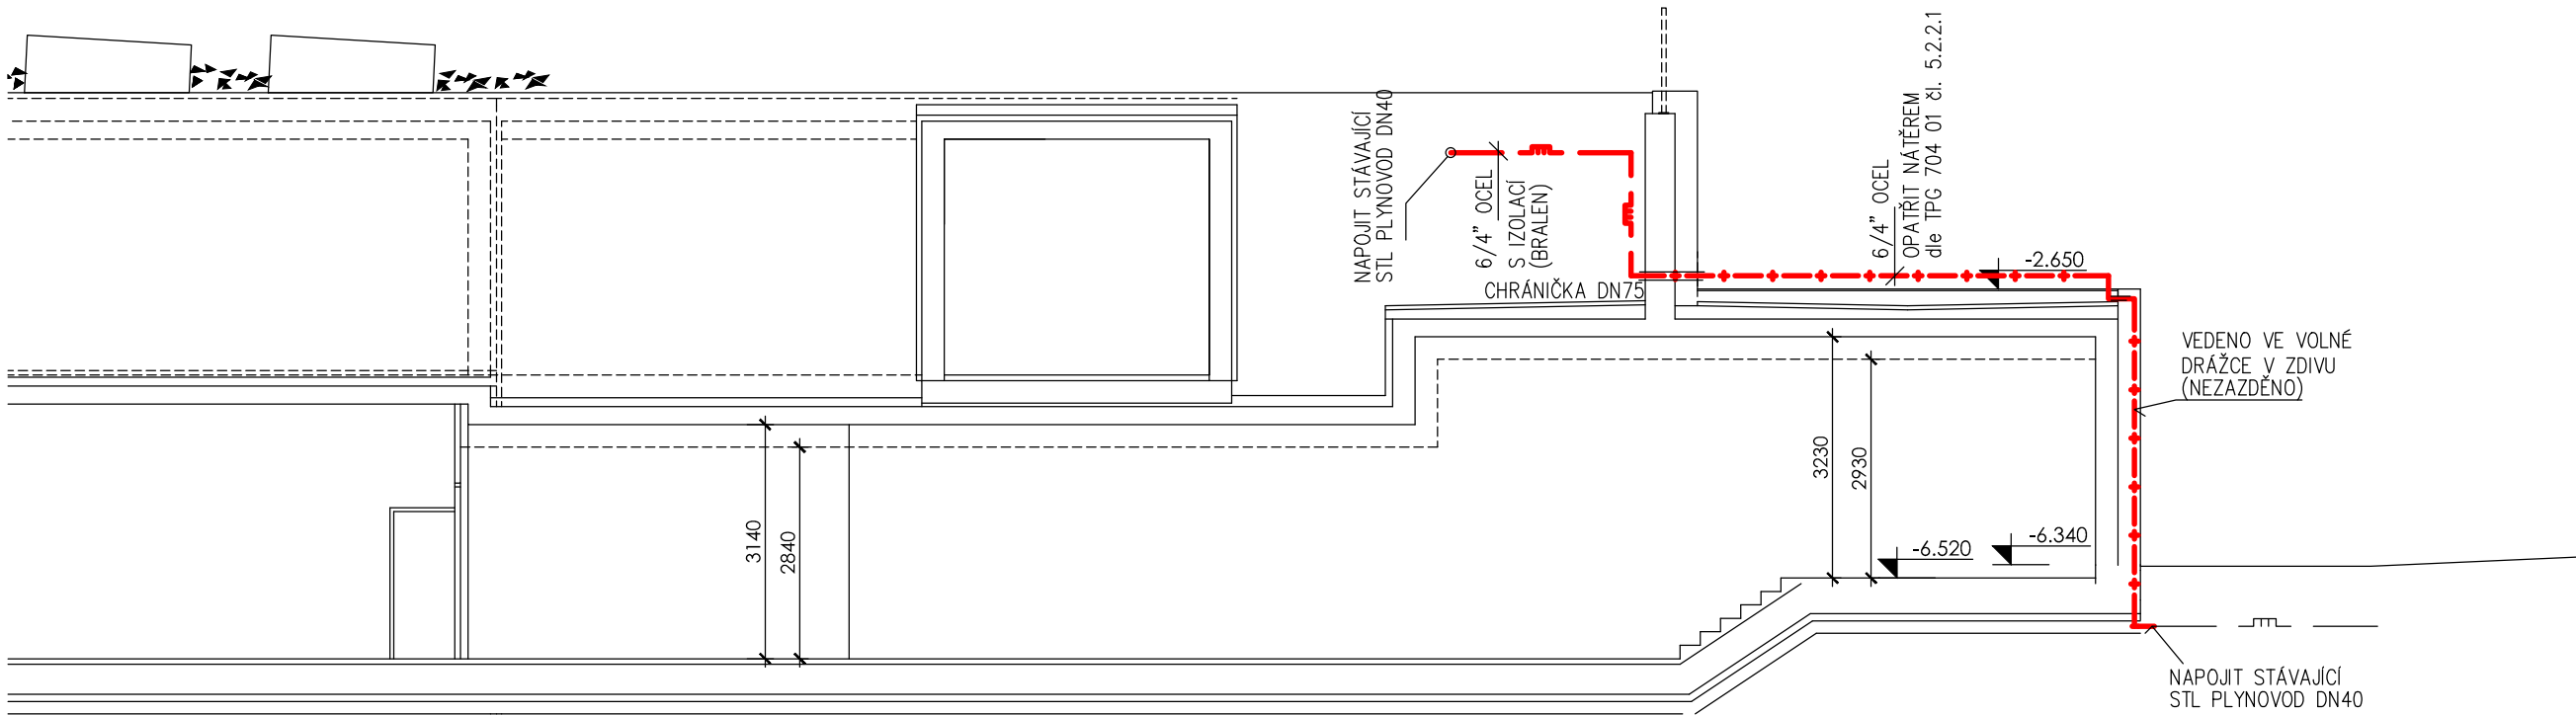 NAPOJIT STÁVAJÍCÍ
STL PLYNOVOD DN40
6/4" OCEL
S IZOLACÍ
(BRALEN)
CHRÁNIČKA DN75
6/4" OCEL
OPATŘIT NÁTĚREM
dle TPG 704 01 čl. 5.2.2.1
-2.650
VEDENO VE VOLNÉ
DRÁŽCE V ZDIVU
(NEZAZDĚNO)
3140
2840
3230
2930
-6.520
-6.340
NAPOJIT STÁVAJÍCÍ
STL PLYNOVOD DN40